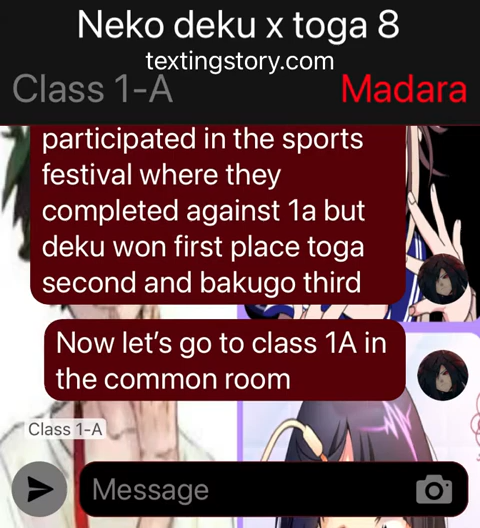 Neko deku x toga 8
textingstory.com
Class 1-A
Madara
participated in the sports
festival where they
completed against 1a but
deku won first place toga
second and bakugo third
Now let's go to class 1A in
the common room
Class 1-A
Message